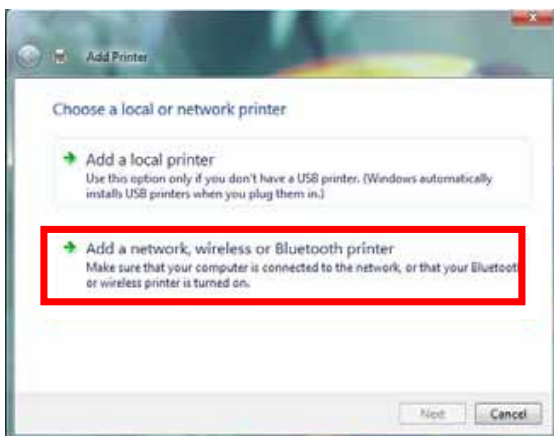 Add Printer
Choose a local or network printer
Add a local printer
Use this option only if you don't have a USB printer. (Windows automatically
installs USB printers when you plug them in.)
Add a network, wireless or Bluetooth printer
Make sure that your computer is connected to the network, or that your Bluetooth
or wireless printer is turned on.
Next
Cancel